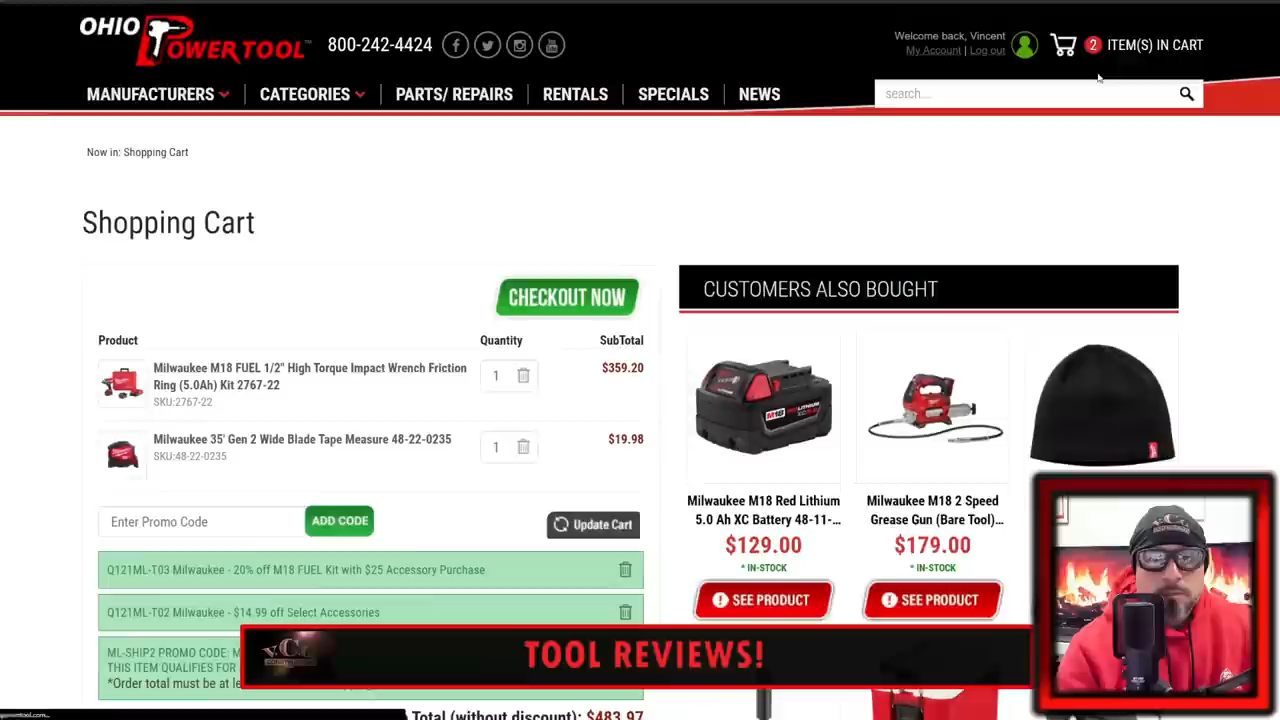 OHIO
POWERTOOL™
800-242-4424
Welcome back, Vincent
My Account | Log out
2 ITEM(S) IN CART
MANUFACTURERS
CATEGORIES
PARTS/ REPAIRS
RENTALS
SPECIALS
NEWS
search....
Now in: Shopping Cart
Shopping Cart
CHECKOUT NOW
Product
Quantity
SubTotal
Milwaukee M18 FUEL 1/2" High Torque Impact Wrench Friction
Ring (5.0Ah) Kit 2767-22
SKU:2767-22
1
$359.20
Milwaukee 35' Gen 2 Wide Blade Tape Measure 48-22-0235
SKU:48-22-0235
1
$19.98
Enter Promo Code
ADD CODE
Update Cart
Q121ML-T03 Milwaukee - 20% off M18 FUEL Kit with $25 Accessory Purchase
Q121ML-T02 Milwaukee - $14.99 off Select Accessories
ML-SHIP2 PROMO CODE:
THIS ITEM QUALIFIES FOR
*Order total must be at
Total (without discount): $483.97
CUSTOMERS ALSO BOUGHT
M18
Milwaukee M18 Red Lithium
5.0 Ah XC Battery 48-11-...
$129.00
* IN-STOCK
SEE PRODUCT
Milwaukee M18 2 Speed
Grease Gun (Bare Tool)...
$179.00
* IN-STOCK
SEE PRODUCT
TOOL REVIEWS!